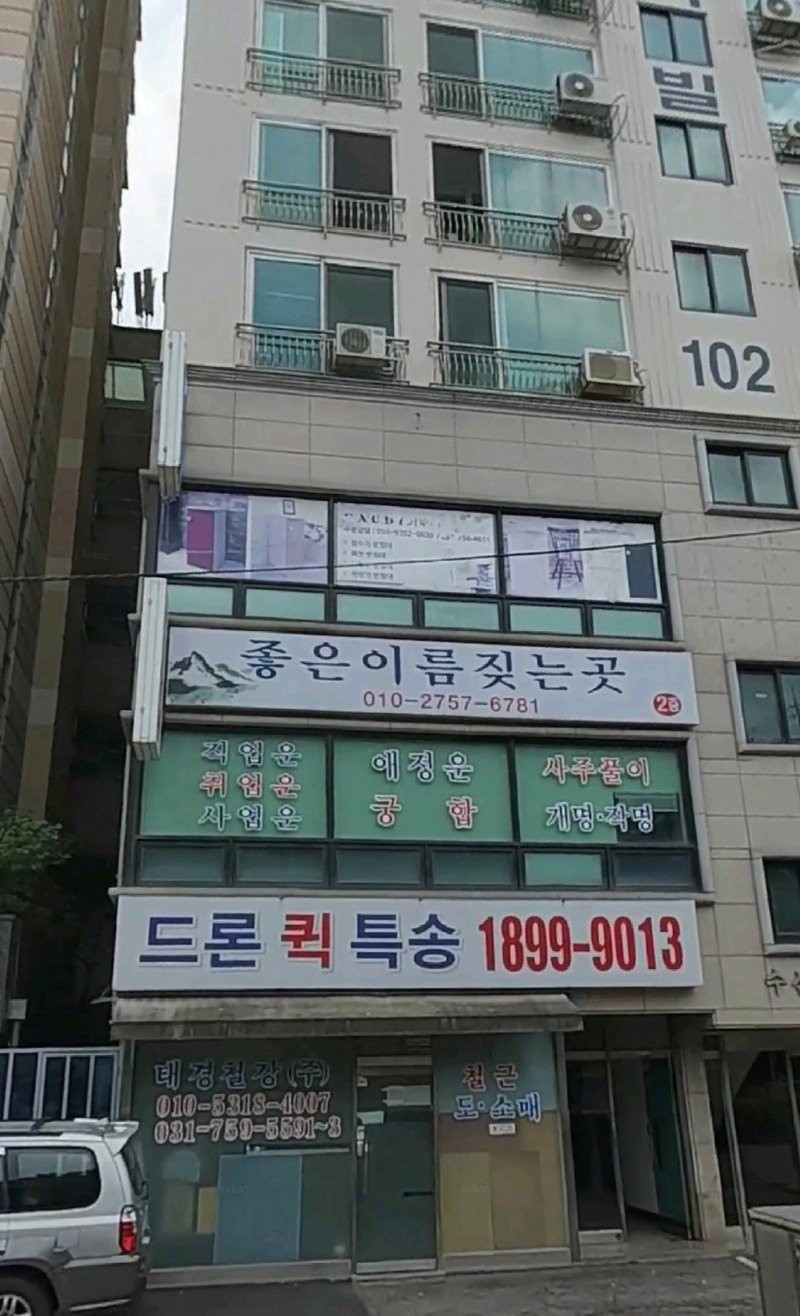 빌
102
좋은이름짖는곳
010-2757-6781
2층
직업운
취업운
사업운
애정운
궁합
사주풀이
개명·작명
드론 퀵 특송 1899-9013
태경철강(주)
010-5318-4007
031-759-5591~3
철근
도·소매